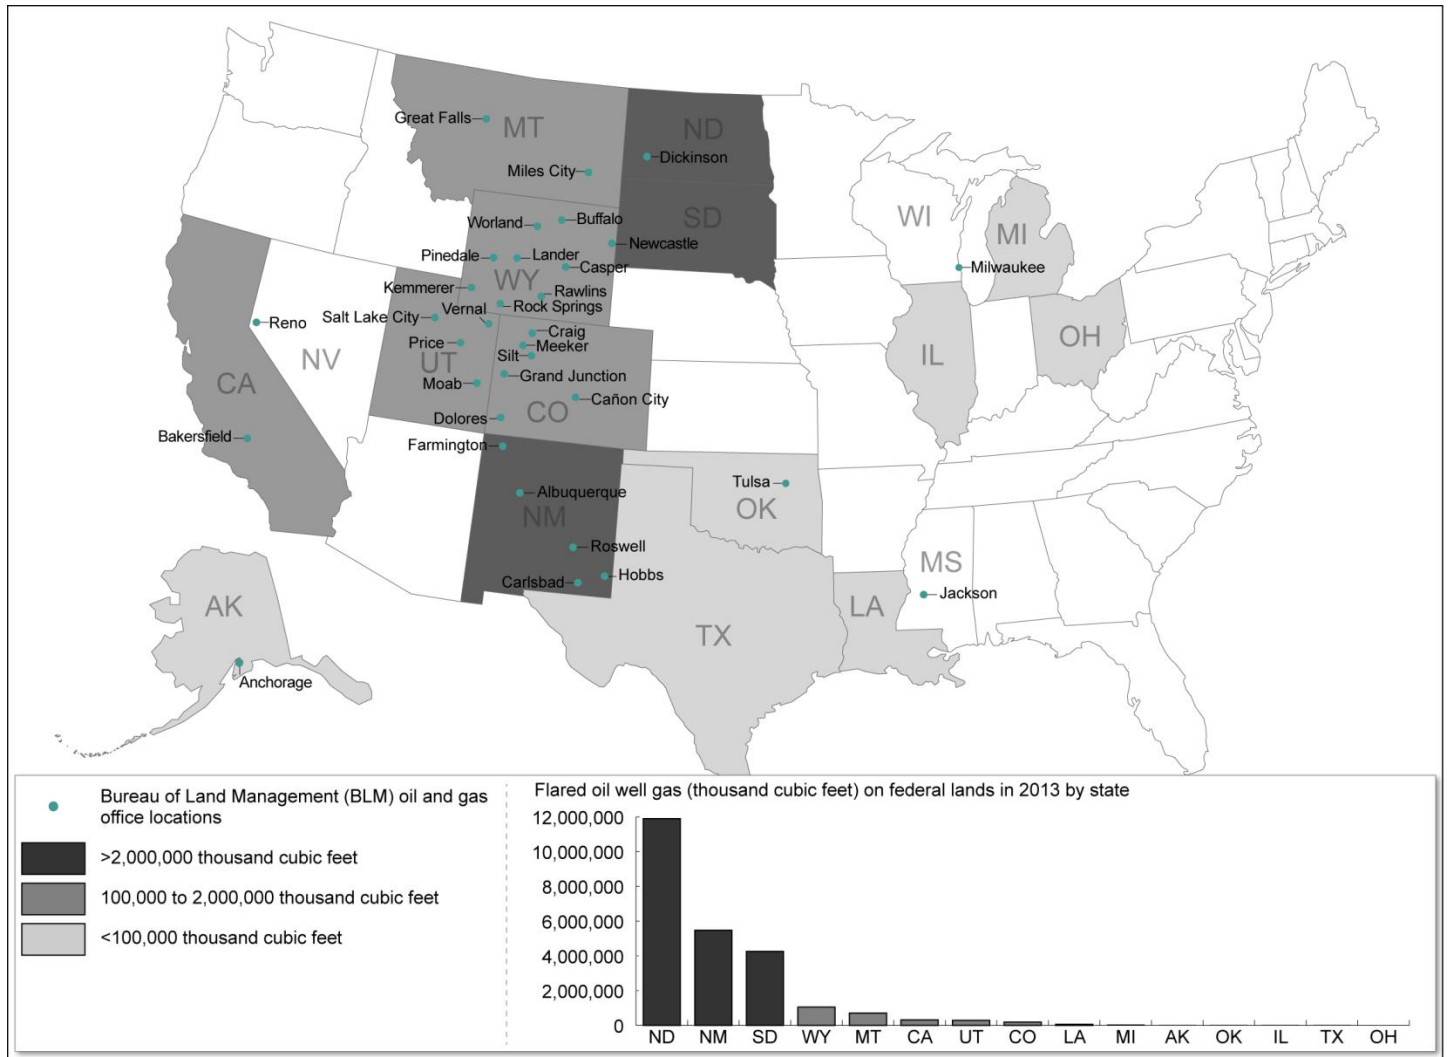 Great Falls
MT
ND
Dickinson
Miles City
SD
Worland
Buffalo
Newcastle
Pinedale
Lander
Casper
WY
Kemmerer
Rawlins
Rock Springs
Vernal
Salt Lake City
Craig
Meeker
Price
Silt
UT
Grand Junction
Moab
CO
Cañon City
Dolores
Reno
NV
CA
Bakersfield
Farmington
Albuquerque
NM
Roswell
Hobbs
Carlsbad
WI
MI
Milwaukee
IL
OH
Tulsa
OK
MS
Jackson
LA
TX
AK
Anchorage
Bureau of Land Management (BLM) oil and gas
office locations
>2,000,000 thousand cubic feet
100,000 to 2,000,000 thousand cubic feet
<100,000 thousand cubic feet
Flared oil well gas (thousand cubic feet) on federal lands in 2013 by state
12,000,000
10,000,000
8,000,000
6,000,000
4,000,000
2,000,000
0
ND NM SD WY MT CA UT CO LA MI AK OK IL TX OH